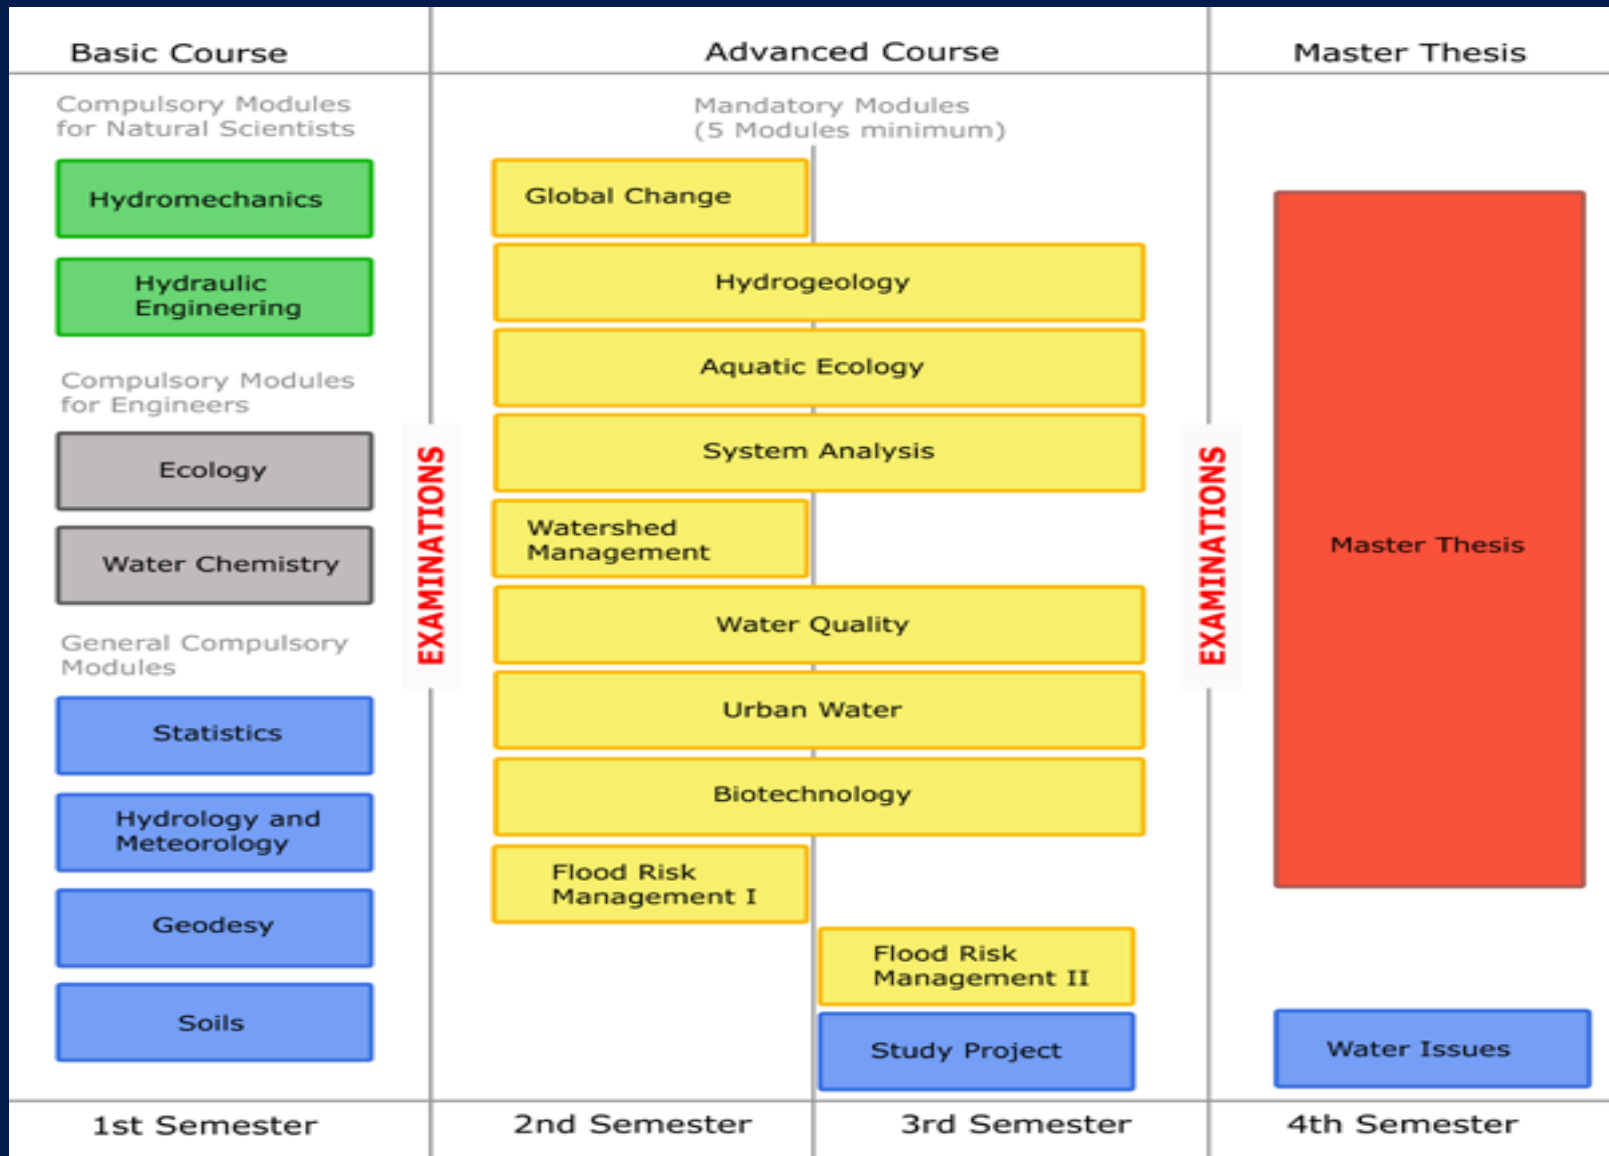 Basic Course
Advanced Course
Master Thesis
Compulsory Modules
for Natural Scientists
Hydromechanics
Hydraulic
Engineering
Compulsory Modules
for Engineers
Ecology
Water Chemistry
General Compulsory
Modules
Statistics
Hydrology and
Meteorology
Geodesy
Soils
EXAMINATIONS
Mandatory Modules
(5 Modules minimum)
Global Change
Hydrogeology
Aquatic Ecology
System Analysis
Watershed
Management
Water Quality
Urban Water
Biotechnology
Flood Risk
Management I
Flood Risk
Management II
Study Project
EXAMINATIONS
Master Thesis
Water Issues
1st Semester
2nd Semester
3rd Semester
4th Semester